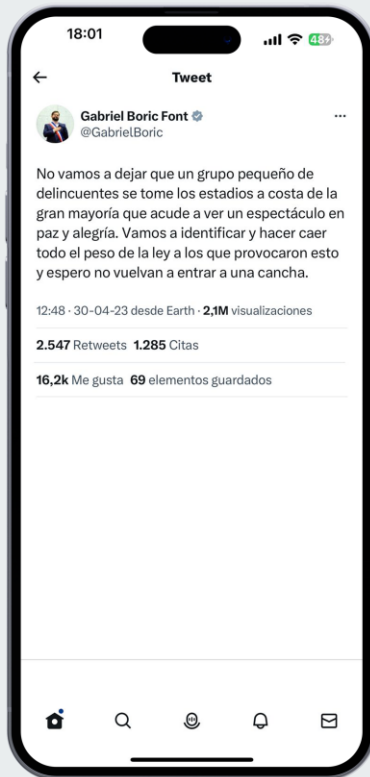 18:01
48
Tweet
Gabriel Boric Font
@GabrielBoric
No vamos a dejar que un grupo pequeño de
delincuentes se tome los estadios a costa de la
gran mayoría que acude a ver un espectáculo en
paz y alegría. Vamos a identificar y hacer caer
todo el peso de la ley a los que provocaron esto
y espero no vuelvan a entrar a una cancha.
12:48 · 30-04-23 desde Earth · 2,1M visualizaciones
2.547 Retweets 1.285 Citas
16,2k Me gusta 69 elementos guardados